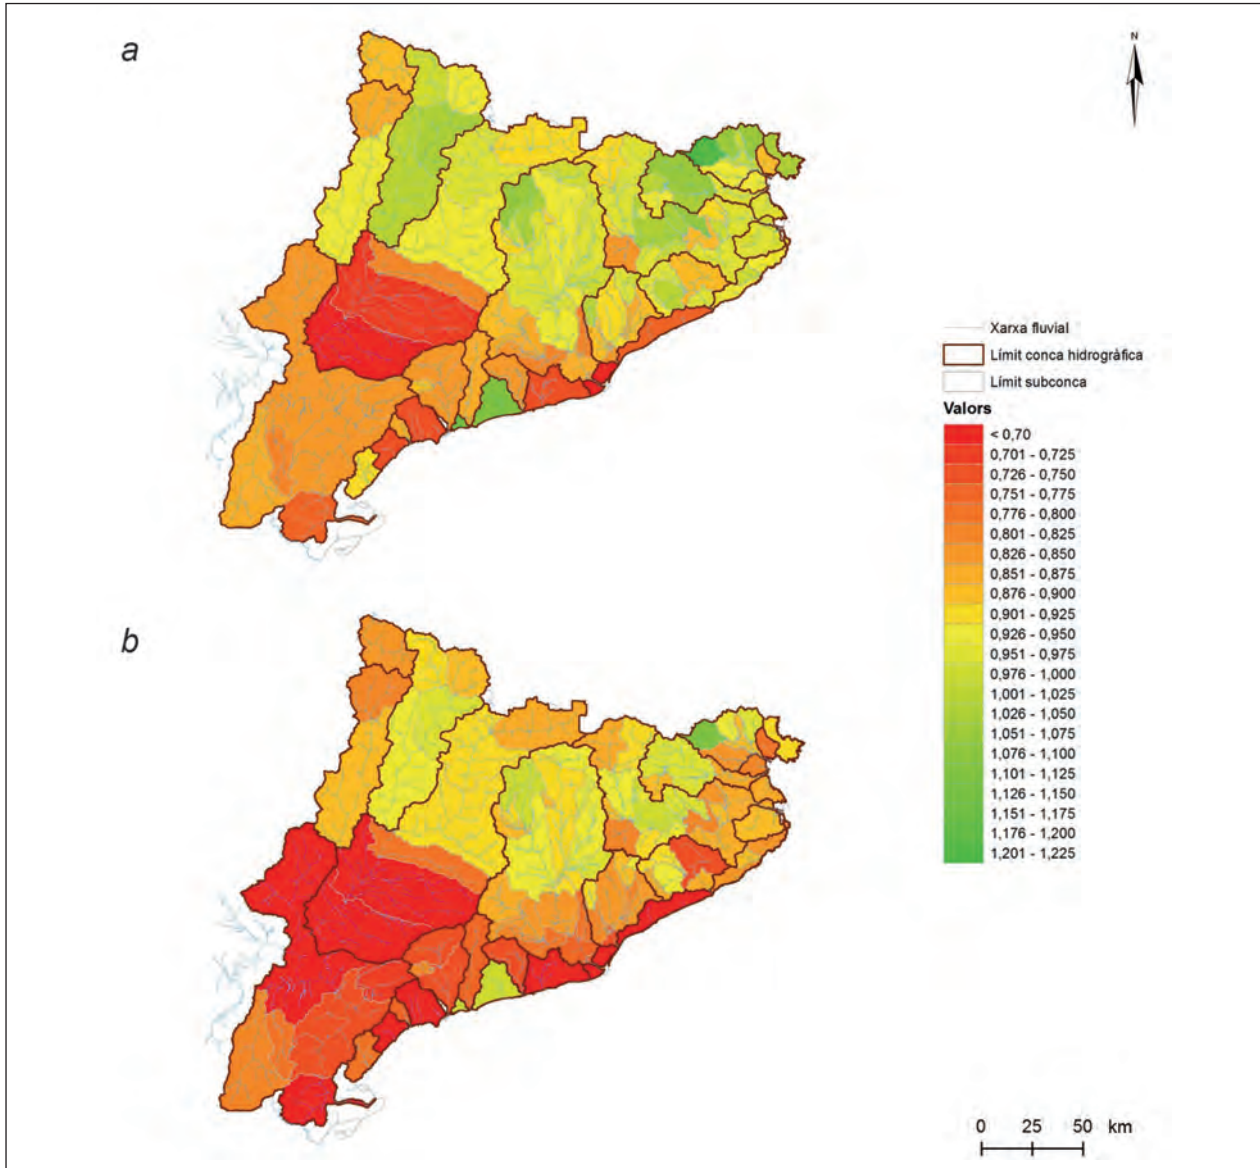 a
N
Xarxa fluvial
Límit conca hidrogràfica
Límit subconca
Valors
< 0,70
0,701 - 0,725
0,726 - 0,750
0,751 - 0,775
0,776 - 0,800
0,801 - 0,825
0,826 - 0,850
0,851 - 0,875
0,876 - 0,900
0,901 - 0,925
0,926 - 0,950
0,951 - 0,975
0,976 - 1,000
1,001 - 1,025
1,026 - 1,050
1,051 - 1,075
1,076 - 1,100
1,101 - 1,125
1,126 - 1,150
1,151 - 1,175
1,176 - 1,200
1,201 - 1,225
b
0 25 50 km